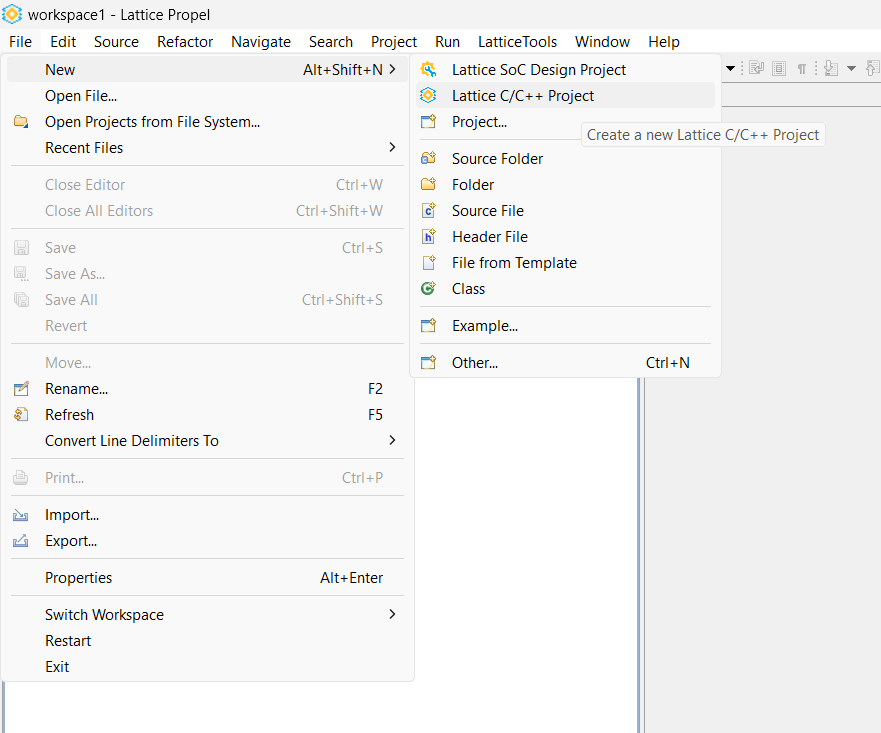 workspace1 - Lattice Propel
File Edit Source Refactor Navigate Search Project Run LatticeTools Window Help
New Alt+Shift+N
Open File...
Open Projects from File System...
Recent Files
Close Editor Ctrl+W
Close All Editors Ctrl+Shift+W
Save Ctrl+S
Save As...
Save All Ctrl+Shift+S
Revert
Move...
Rename... F2
Refresh F5
Convert Line Delimiters To
Print... Ctrl+P
Import...
Export...
Properties Alt+Enter
Switch Workspace
Restart
Exit
Lattice SoC Design Project
Lattice C/C++ Project
Project...
Create a new Lattice C/C++ Project
Source Folder
Folder
Source File
Header File
File from Template
Class
Example...
Other... Ctrl+N